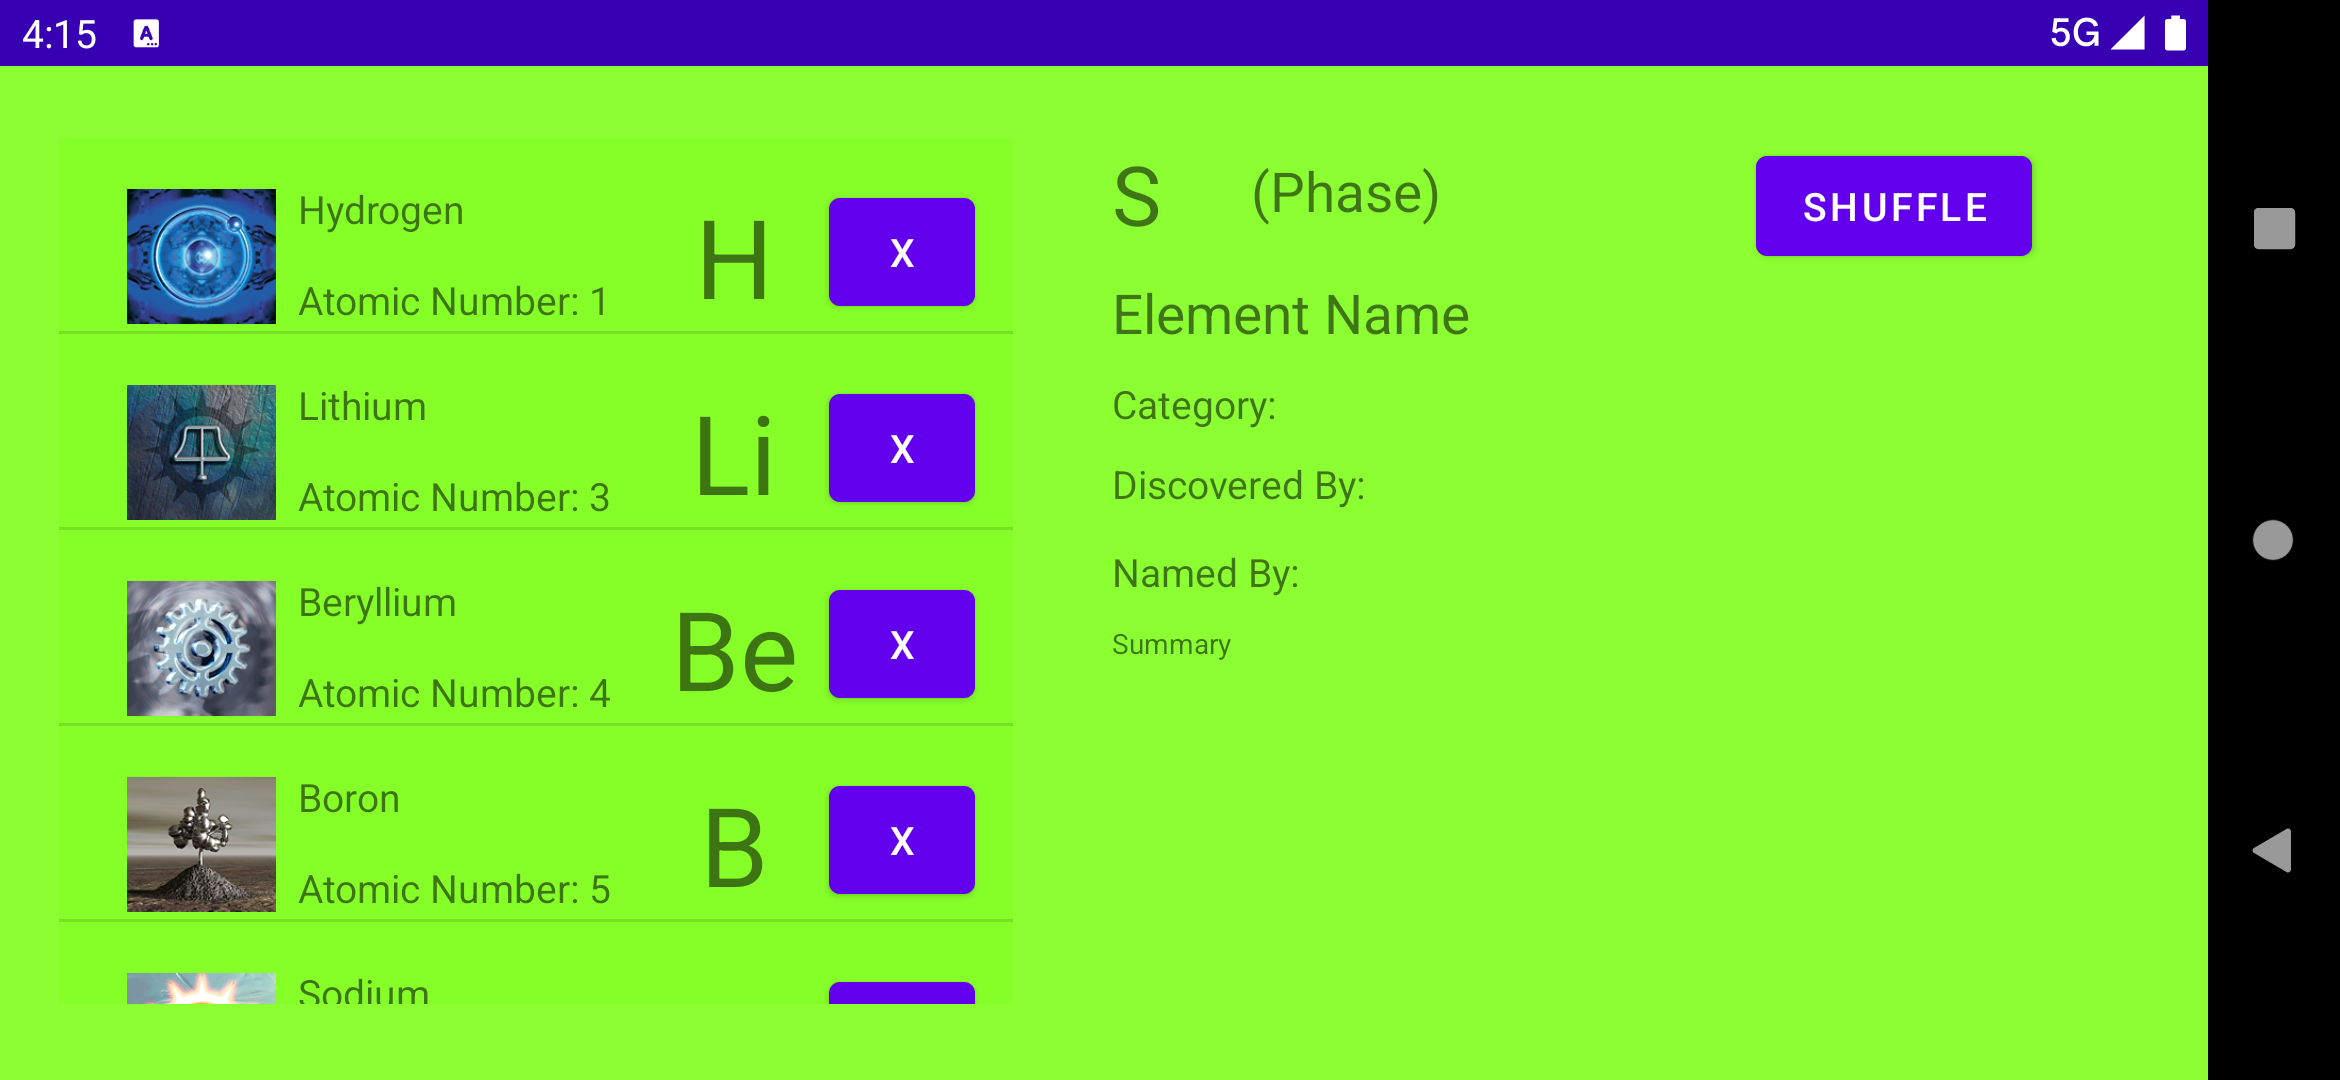 4:15 A 5G
Hydrogen
Atomic Number: 1
H
X
Lithium
Atomic Number: 3
Li
X
Beryllium
Atomic Number: 4
Be
X
Boron
Atomic Number: 5
B
X
Sodium
S (Phase)
SHUFFLE
Element Name
Category:
Discovered By:
Named By:
Summary